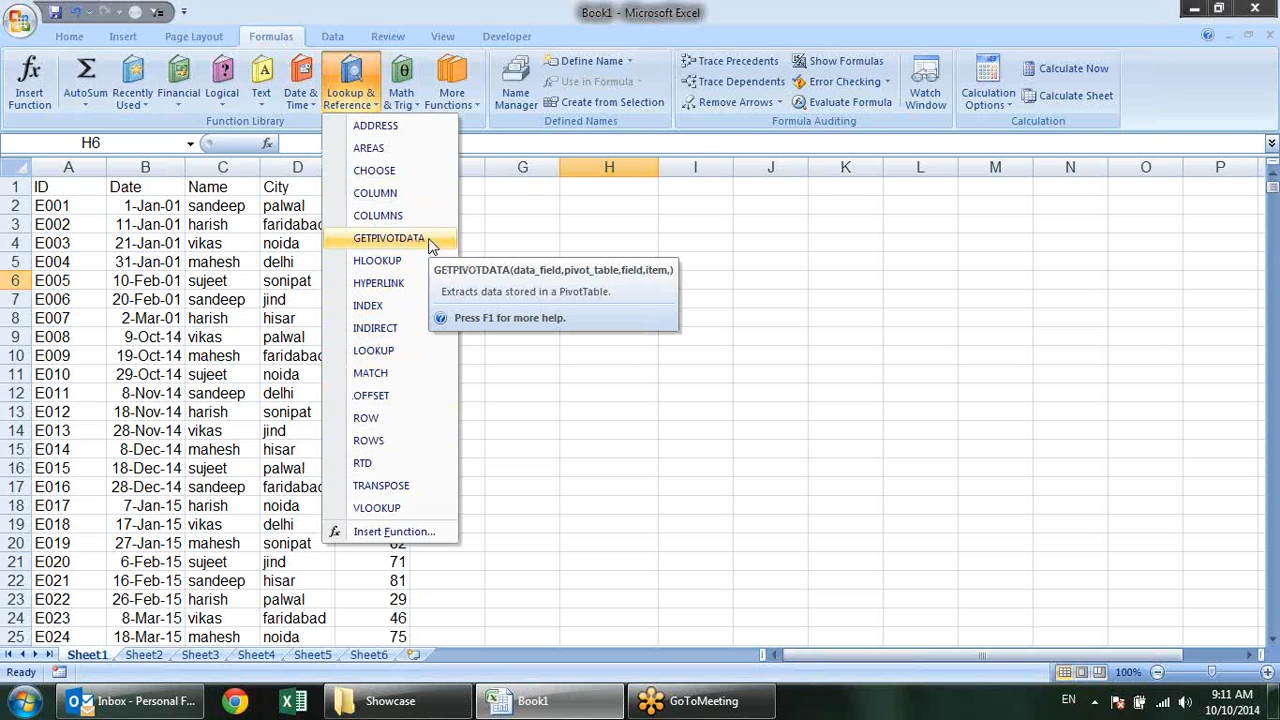 Book1 - Microsoft Excel
Home Insert Page Layout Formulas Data Review View Developer
Insert Function
AutoSum
Recently Used
Financial
Logical
Text
Date & Time
Lookup & Reference
Math & Trig
More Functions
Function Library
Name Manager
Define Name
Use in Formula
Create from Selection
Defined Names
Trace Precedents
Trace Dependents
Remove Arrows
Show Formulas
Error Checking
Evaluate Formula
Formula Auditing
Watch Window
Calculation Options
Calculate Now
Calculate Sheet
Calculation
H6 fx
ADDRESS
AREAS
CHOOSE
COLUMN
COLUMNS
GETPIVOTDATA
HLOOKUP
HYPERLINK
INDEX
INDIRECT
LOOKUP
MATCH
OFFSET
ROW
ROWS
RTD
TRANSPOSE
VLOOKUP
fx Insert Function...
GETPIVOTDATA(data_field,pivot_table,field,item,)
Extracts data stored in a PivotTable.
Press F1 for more help.
A B C D G H I J K L M N O P
1 ID Date Name City
2 E001 1-Jan-01 sandeep palwal
3 E002 11-Jan-01 harish faridabad
4 E003 21-Jan-01 vikas noida
5 E004 31-Jan-01 mahesh delhi
6 E005 10-Feb-01 sujeet sonipat
7 E006 20-Feb-01 sandeep jind
8 E007 2-Mar-01 harish hisar
9 E008 9-Oct-14 vikas palwal
10 E009 19-Oct-14 mahesh faridabad
11 E010 29-Oct-14 sujeet noida
12 E011 8-Nov-14 sandeep delhi
13 E012 18-Nov-14 harish sonipat
14 E013 28-Nov-14 vikas jind
15 E014 8-Dec-14 mahesh hisar
16 E015 18-Dec-14 sujeet palwal
17 E016 28-Dec-14 sandeep faridabad
18 E017 7-Jan-15 harish noida
19 E018 17-Jan-15 vikas delhi
20 E019 27-Jan-15 mahesh sonipat 62
21 E020 6-Feb-15 sujeet jind 71
22 E021 16-Feb-15 sandeep hisar 81
23 E022 26-Feb-15 harish palwal 29
24 E023 8-Mar-15 vikas faridabad 46
25 E024 18-Mar-15 mahesh noida 75
Sheet1 Sheet2 Sheet3 Sheet4 Sheet5 Sheet6
Ready 100%
Inbox - Personal F... Showcase Book1 GoToMeeting EN 9:11 AM
10/10/2014